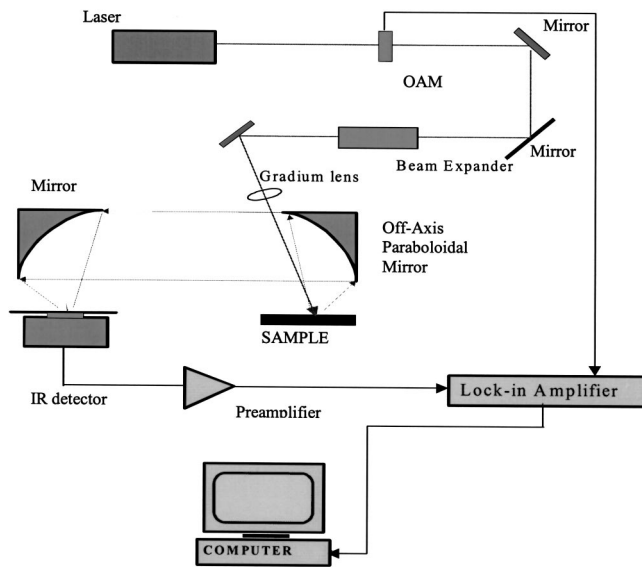 Laser
Mirror
OAM
Beam Expander
Mirror
Gradium lens
Mirror
Off-Axis
Paraboloidal
Mirror
SAMPLE
IR detector
Preamplifier
Lock-in Amplifier
COMPUTER